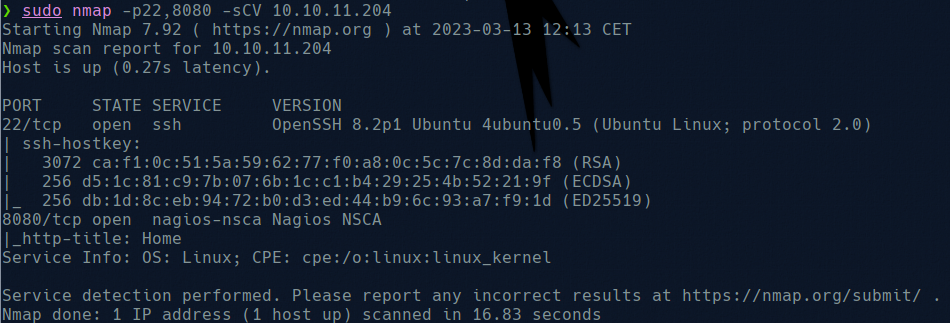 ❯ sudo nmap -p22,8080 -sCV 10.10.11.204
Starting Nmap 7.92 ( https://nmap.org ) at 2023-03-13 12:13 CET
Nmap scan report for 10.10.11.204
Host is up (0.27s latency).

PORT     STATE SERVICE     VERSION
22/tcp   open  ssh         OpenSSH 8.2p1 Ubuntu 4ubuntu0.5 (Ubuntu Linux; protocol 2.0)
| ssh-hostkey:
|   3072 ca:f1:0c:51:5a:59:62:77:f0:a8:0c:5c:7c:8d:da:f8 (RSA)
|   256 d5:1c:81:c9:7b:07:6b:1c:c1:b4:29:25:4b:52:21:9f (ECDSA)
|_  256 db:1d:8c:eb:94:72:b0:d3:ed:44:b9:6c:93:a7:f9:1d (ED25519)
8080/tcp open  nagios-nsca Nagios NSCA
|_http-title: Home
Service Info: OS: Linux; CPE: cpe:/o:linux:linux_kernel

Service detection performed. Please report any incorrect results at https://nmap.org/submit/ .
Nmap done: 1 IP address (1 host up) scanned in 16.83 seconds